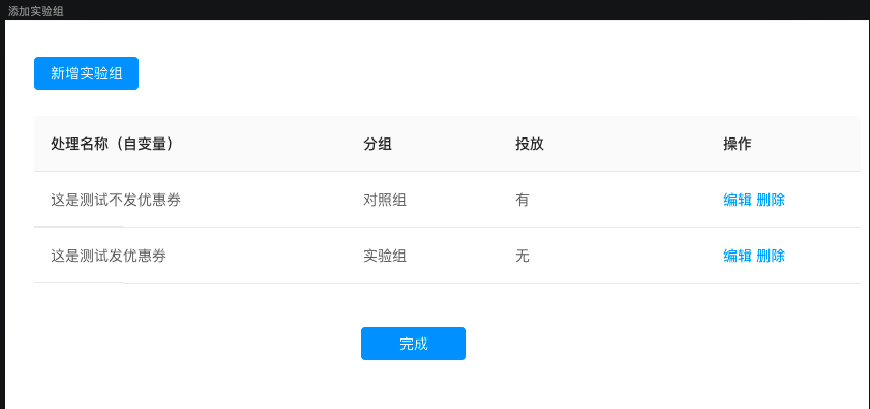 添加实验组
新增实验组
处理名称（自变量） 分组 投放 操作
这是测试不发优惠券 对照组 有 编辑 删除
这是测试发优惠券 实验组 无 编辑 删除
完成